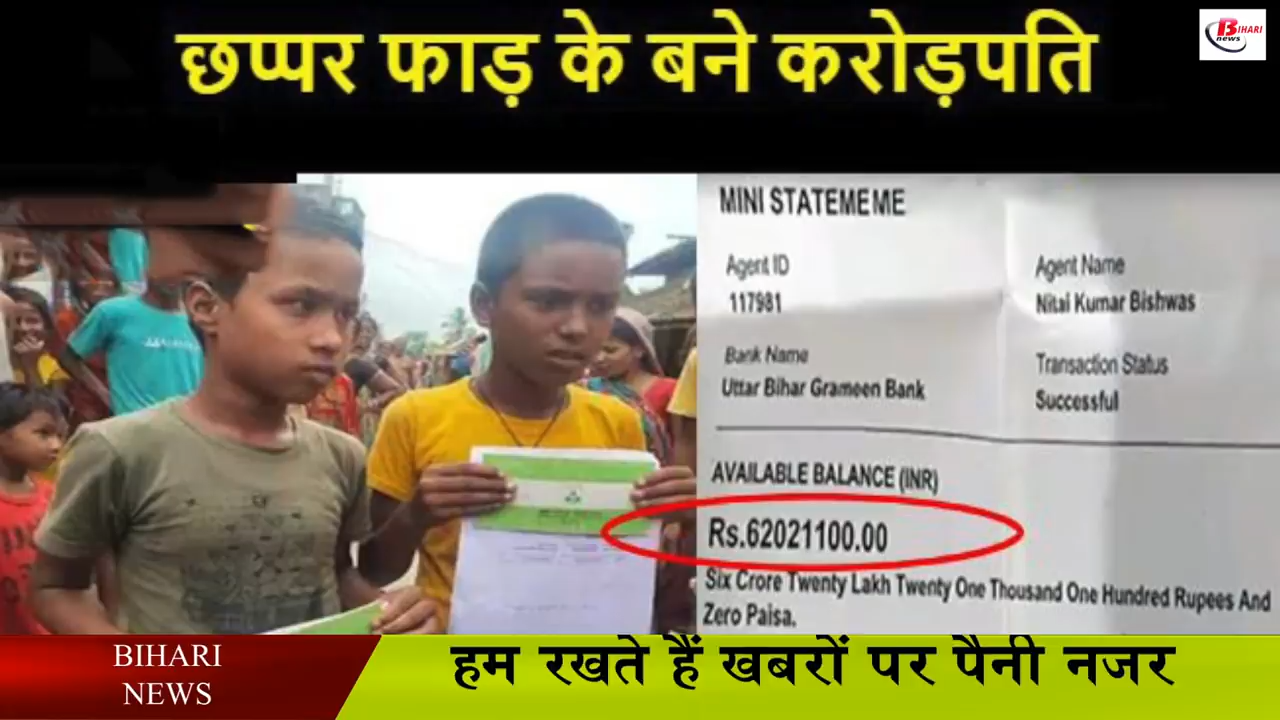 छप्पर फाड़ के बने करोड़पति
BIHARI
NEWS
MINI STATEMEME
Agent ID
Agent Name
117981
Nitai Kumar Bishwas
Bank Name
Transaction Status
Uttar Bihar Grameen Bank
Successful
AVAILABLE BALANCE (INR)
Rs.62021100.00
Six Crore Twenty Lakh Twenty One Thousand One Hundred Rupees And
Zero Paisa.
BIHARI
NEWS
हम रखते हैं खबरों पर पैनी नजर